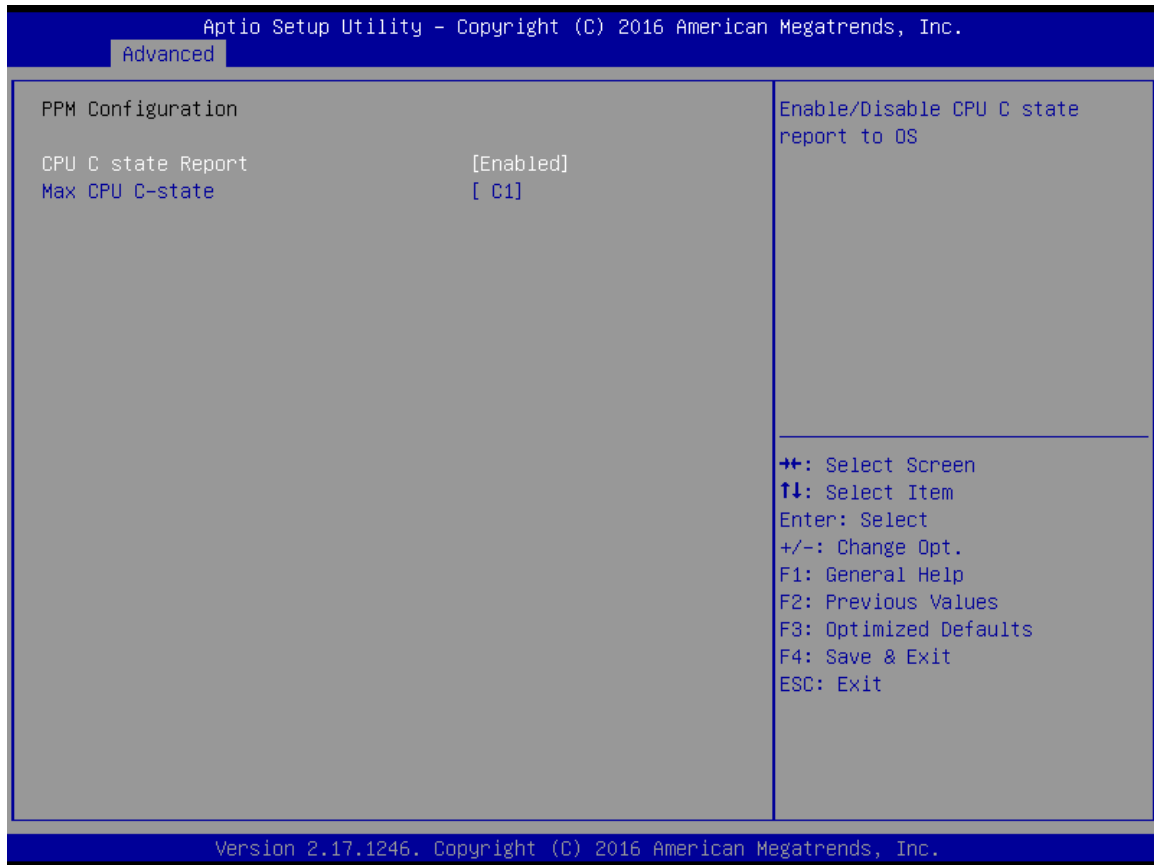 Aptio Setup Utility – Copyright (C) 2016 American Megatrends, Inc.
Advanced
PPM Configuration
CPU C state Report [Enabled]
Max CPU C-state [ C1]
Enable/Disable CPU C state
report to OS
→←: Select Screen
↑↓: Select Item
Enter: Select
+/-: Change Opt.
F1: General Help
F2: Previous Values
F3: Optimized Defaults
F4: Save & Exit
ESC: Exit
Version 2.17.1246. Copyright (C) 2016 American Megatrends, Inc.